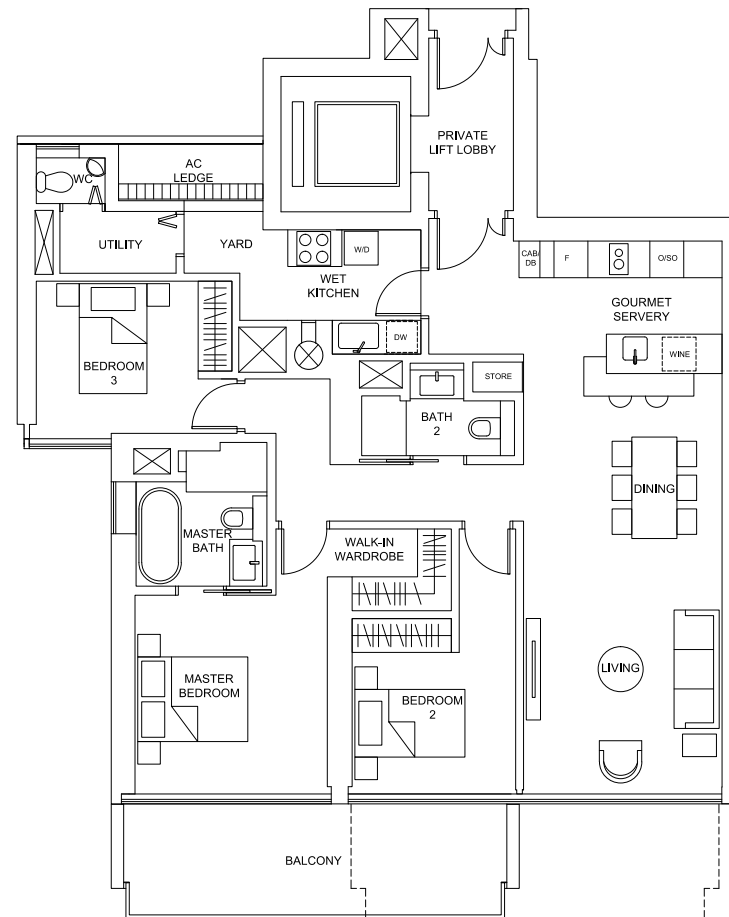 PRIVATE
LIFT LOBBY
AC
LEDGE
WC
UTILITY
YARD
W/D
WET
KITCHEN
CAB/
DB
F
O/SO
GOURMET
SERVERY
WINE
DW
BEDROOM
3
STORE
BATH
2
DINING
MASTER
BATH
WALK-IN
WARDROBE
LIVING
MASTER
BEDROOM
BEDROOM
2
BALCONY